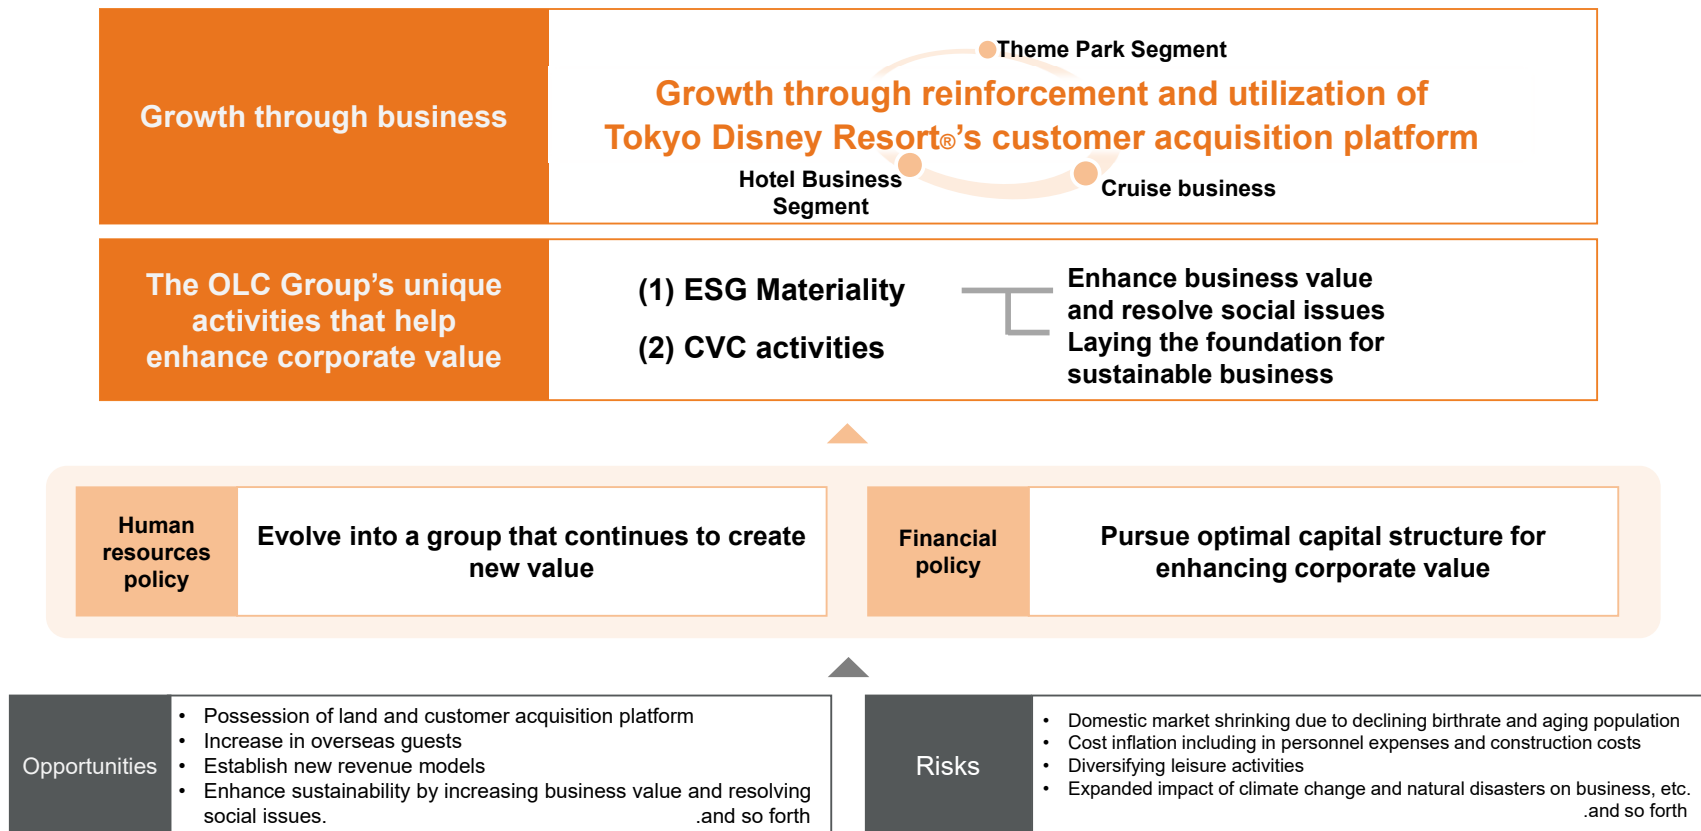 Growth through business
Theme Park Segment
Growth through reinforcement and utilization of
Tokyo Disney Resort®'s customer acquisition platform
Hotel Business
Segment
Cruise business
The OLC Group's unique
activities that help
enhance corporate value
(1) ESG Materiality
(2) CVC activities
Enhance business value
and resolve social issues
Laying the foundation for
sustainable business
Human
resources
policy
Evolve into a group that continues to create
new value
Financial
policy
Pursue optimal capital structure for
enhancing corporate value
Opportunities
• Possession of land and customer acquisition platform
• Increase in overseas guests
• Establish new revenue models
• Enhance sustainability by increasing business value and resolving
social issues. .and so forth
Risks
• Domestic market shrinking due to declining birthrate and aging population
• Cost inflation including in personnel expenses and construction costs
• Diversifying leisure activities
• Expanded impact of climate change and natural disasters on business, etc.
.and so forth